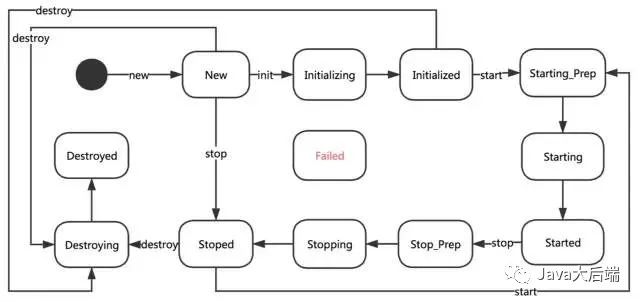 destroy
destroy
new
New
init
Initializing
Initialized
start
Starting_Prep
Destroyed
stop
Failed
Starting
Destroying
destroy
Stoped
Stopping
Stop_Prep
stop
Started
Java大后端
start